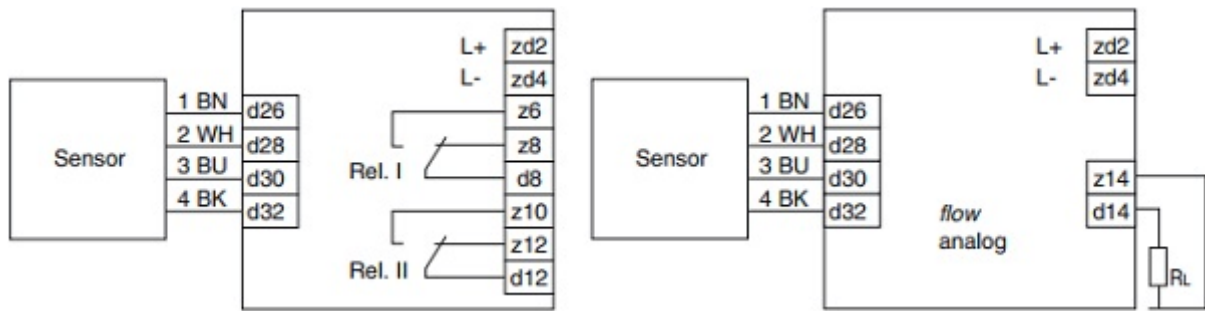 L+ zd2
L- zd4
Sensor
1 BN d26
2 WH d28
3 BU d30
4 BK d32
z6
z8
Rel. I
d8
z10
z12
Rel. II
d12
L+ zd2
L- zd4
Sensor
1 BN d26
2 WH d28
3 BU d30
4 BK d32
z14
d14
flow
analog
RL